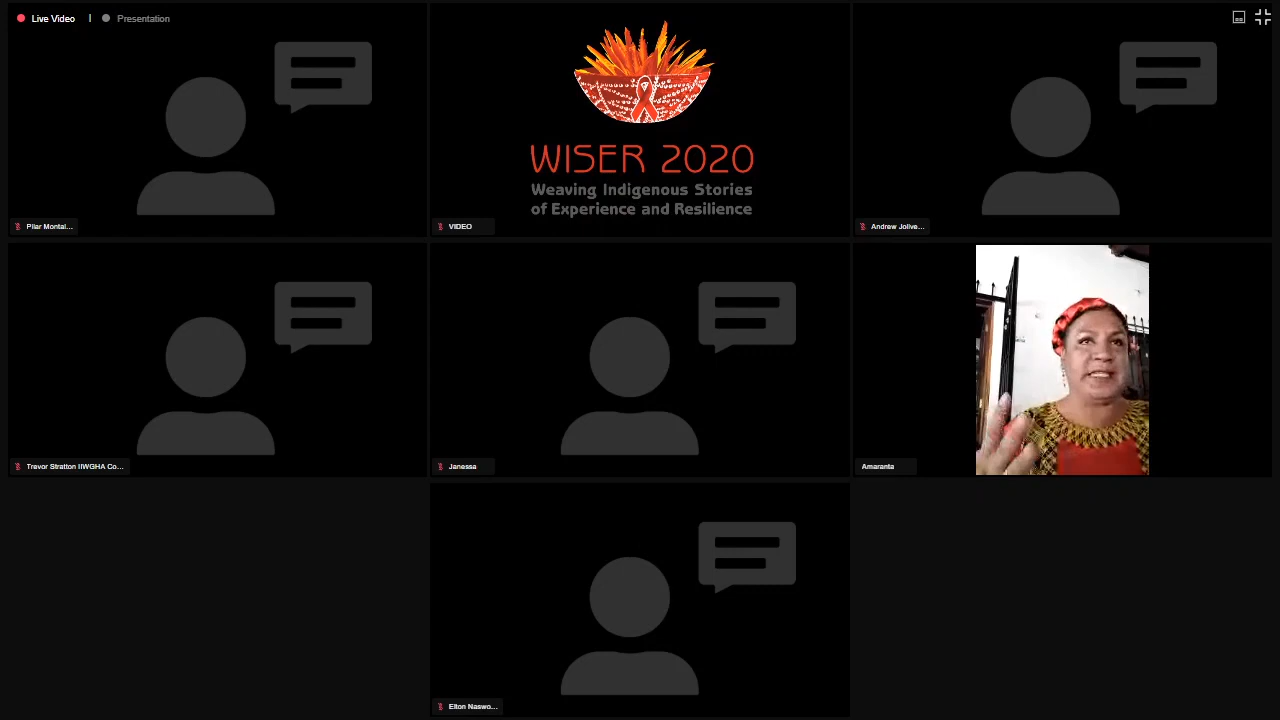 Live Video | Presentation
WISER 2020
Weaving Indigenous Stories
of Experience and Resilience
Pilar Montal...
VIDEO
Andrew Jolive...
Trevor Stratton IIWGHA Co...
Janessa
Amaranta
Elton Naswo...